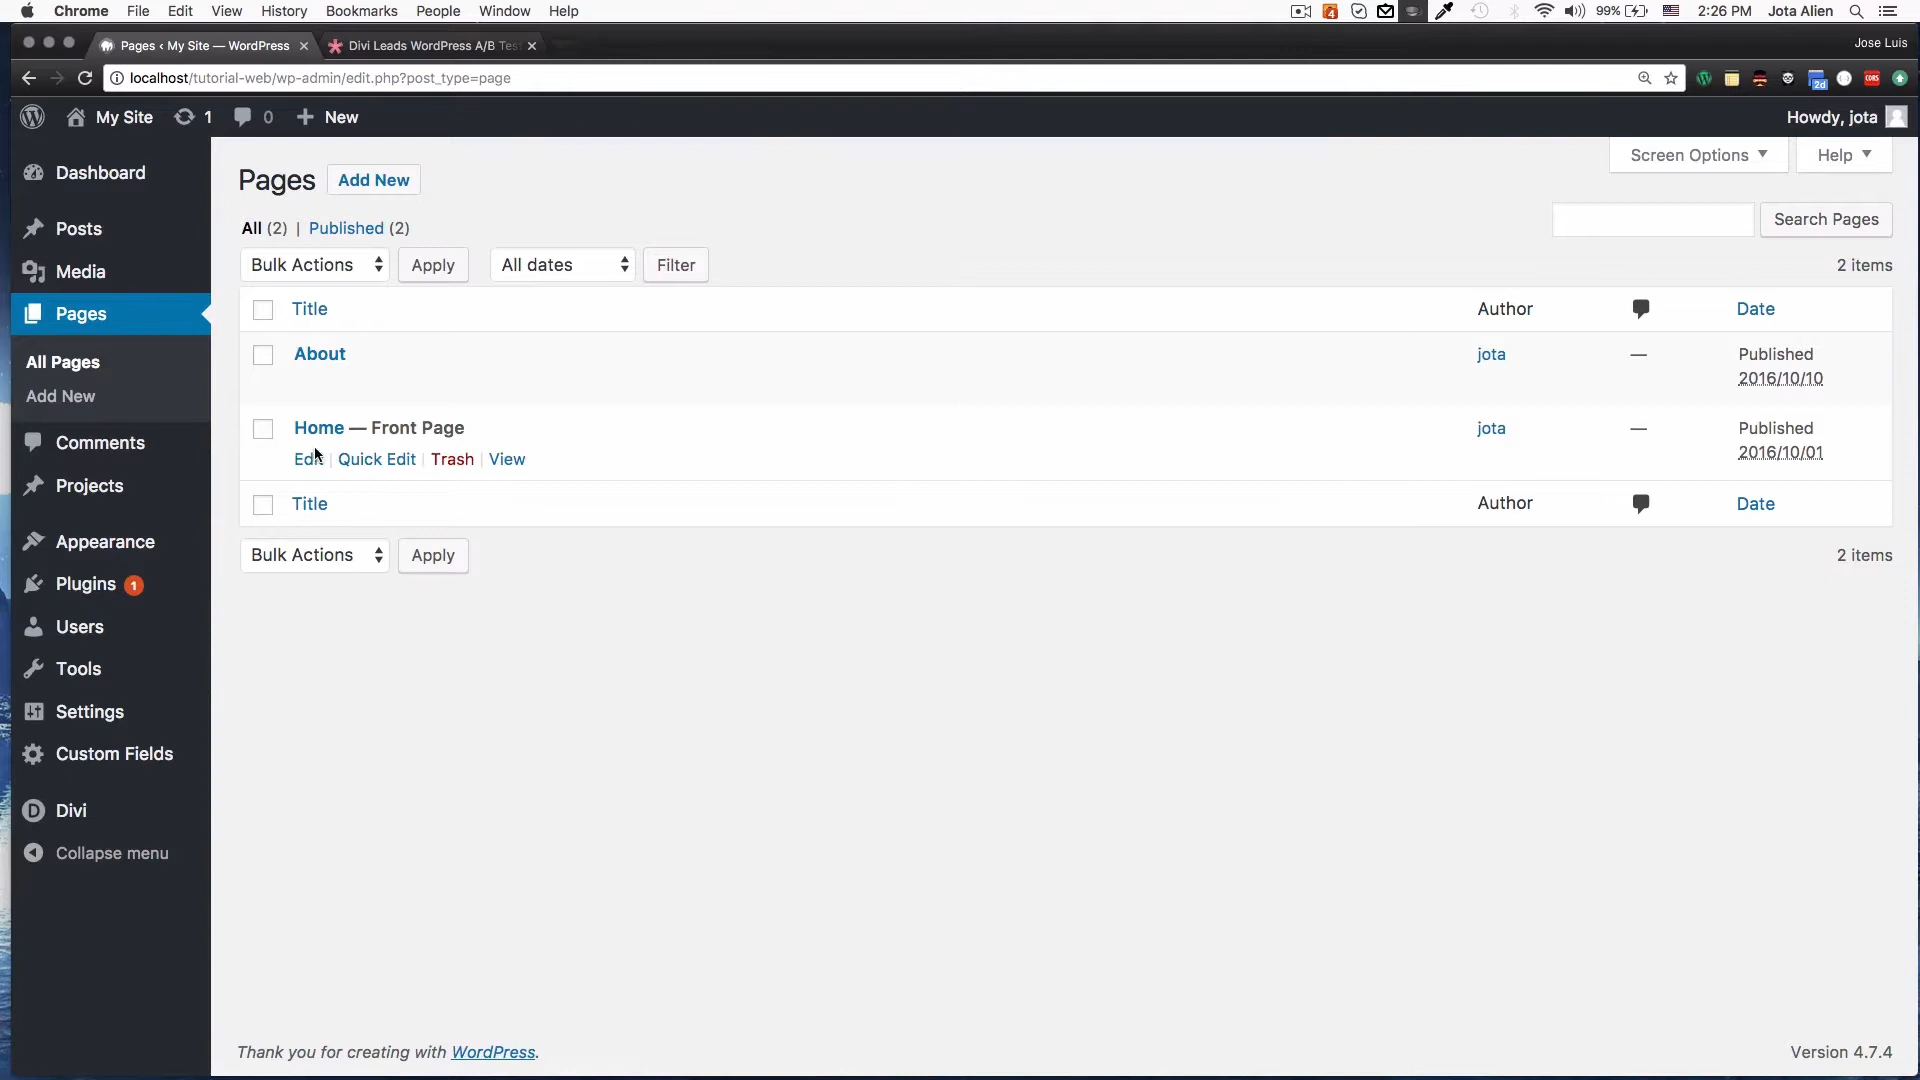 Chrome File Edit View History Bookmarks People Window Help 4 99% 2:26 PM Jota Alien
Pages ‹ My Site — WordPress Divi Leads WordPress A/B Tes Jose Luis
localhost/tutorial-web/wp-admin/edit.php?post_type=page 2d CORS
My Site 1 0 New Howdy, jota
Screen Options Help
Dashboard
Posts
Media
Pages
All Pages
Add New
Comments
Projects
Appearance
Plugins 1
Users
Tools
Settings
Custom Fields
Divi
Collapse menu
Pages Add New
All (2) | Published (2)
Search Pages
Bulk Actions Apply All dates Filter 2 items
Title Author Date
About jota — Published
2016/10/10
Home — Front Page jota — Published
Edit | Quick Edit | Trash | View 2016/10/01
Title Author Date
Bulk Actions Apply 2 items
Thank you for creating with WordPress. Version 4.7.4